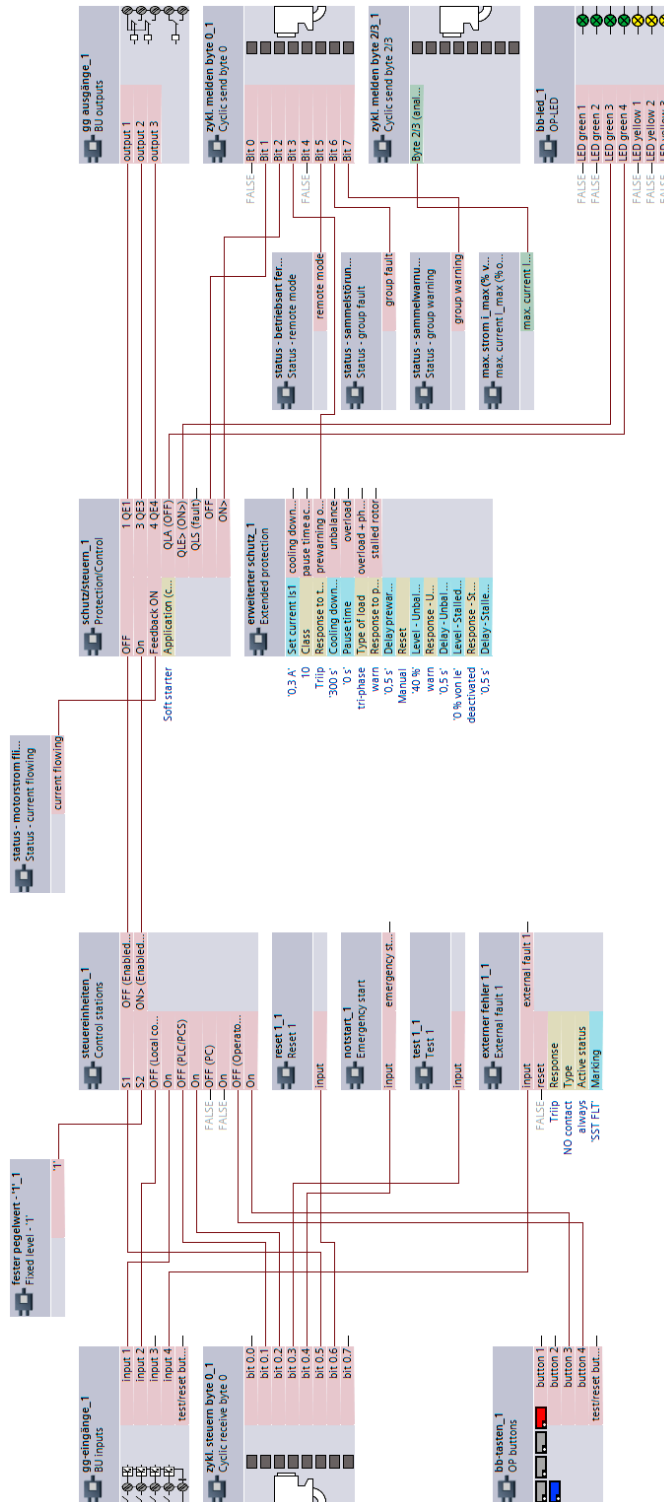 fester pegelwert - '1'_1
Fixed level - '1'
'1'
status - motorstrom fli...
Status - current flowing
current flowing
gg-eingänge_1
BU inputs
input 1
input 2
input 3
input 4
test/reset but...
zykl. steuern byte 0_1
Cyclic receive byte 0
bit 0.0
bit 0.1
bit 0.2
bit 0.3
bit 0.4
bit 0.5
bit 0.6
bit 0.7
bb-tasten_1
OP buttons
button 1
button 2
button 3
button 4
test/reset but...
steuereinheiten_1
Control stations
S1
S2
OFF (Local co...
On
OFF (PLC/PCS)
On
FALSE
OFF (PC)
FALSE
On
OFF (Operato...
On
OFF (Enabled...
ON> (Enabled...
reset 1_1
Reset 1
input
notstart_1
Emergency start
input
emergency st...
test 1_1
Test 1
input
externer fehler 1_1
External fault 1
input
external fault 1
FALSE
reset
Triip
Response
NO contact
Type
always
Active status
'SST FLT'
Marking
schutz/steuern_1
Protection/Control
OFF
On
Feedback ON
Soft starter
Application (c...
1 QE1
3 QE3
4 QE4
QLA (OFF)
QLE> (ON>)
QLS (fault)
OFF
ON>
erweiterter schutz_1
Extended protection
'0,3 A'
Set current Is1
10
Class
Triip
Response to t...
'300 s'
Cooling down...
'0 s'
Pause time
tri-phase
Type of load
warn
Response to p...
'0,5 s'
Delay prewar...
Manual
Reset
'40 %'
Level - Unbal...
warn
Response - U...
'0,5 s'
Delay - Unbal...
'0 % von Ie'
Level - Stalled...
deactivated
Response - St...
'0,5 s'
Delay - Stalle...
cooling down...
pause time ac...
prewarning o...
unbalance
overload
overload + ph...
stalled rotor
gg ausgänge_1
BU outputs
output 1
output 2
output 3
zykl. melden byte 0_1
Cyclic send byte 0
FALSE
Bit 0
Bit 1
Bit 2
Bit 3
FALSE
Bit 4
Bit 5
Bit 6
Bit 7
status - betriebsart fer...
Status - remote mode
remote mode
status - sammelstörun...
Status - group fault
group fault
status - sammelwarnu...
Status - group warning
group warning
max. strom i_max (% v...
max. current I_max (% o...
max. current I...
zykl. melden byte 2/3_1
Cyclic send byte 2/3
Byte 2/3 (anal...
bb-led_1
OP-LED
FALSE
LED green 1
FALSE
LED green 2
LED green 3
LED green 4
FALSE
LED yellow 1
FALSE
LED yellow 2
FALSE
LED yellow 3